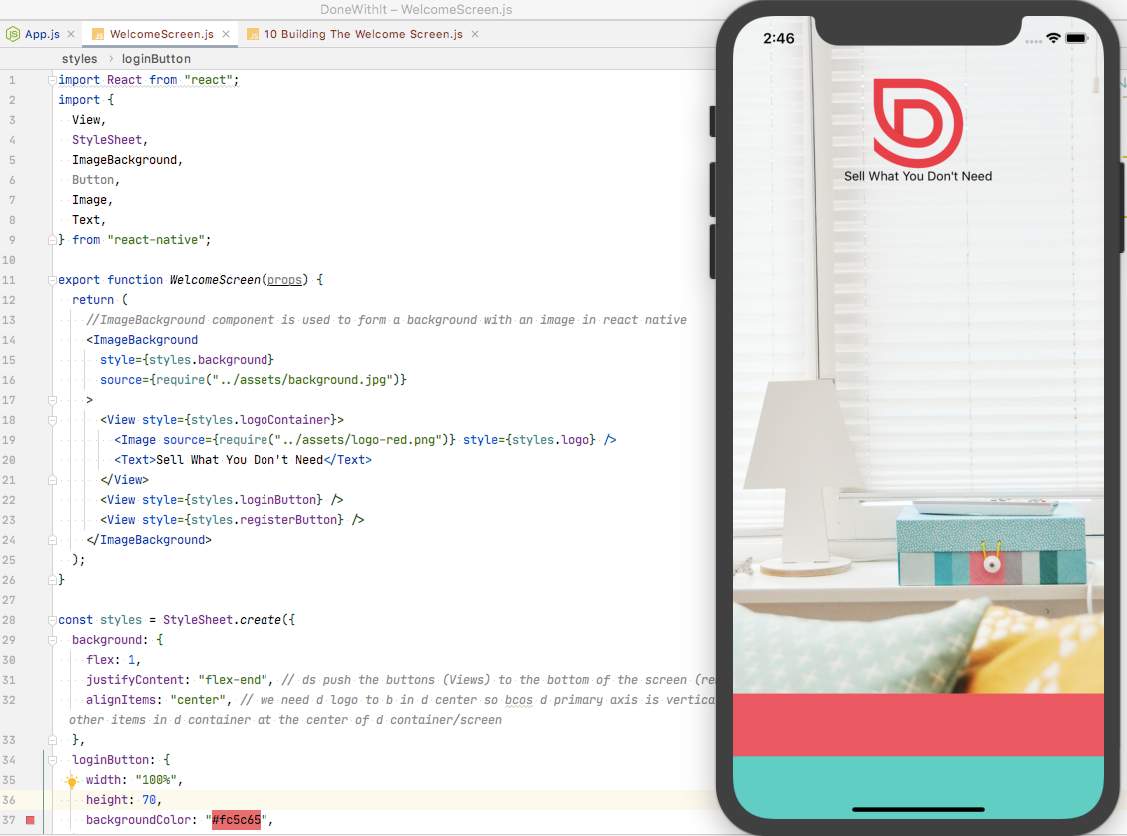 DoneWithIt – WelcomeScreen.js
App.js
WelcomeScreen.js
10 Building The Welcome Screen.js
styles > loginButton
1 import React from "react";
2 import {
3 View,
4 StyleSheet,
5 ImageBackground,
6 Button,
7 Image,
8 Text,
9 } from "react-native";
10
11 export function WelcomeScreen(props) {
12 return (
13 //ImageBackground component is used to form a background with an image in react native
14 <ImageBackground
15 style={styles.background}
16 source={require("../assets/background.jpg")}
17 >
18 <View style={styles.logoContainer}>
19 <Image source={require("../assets/logo-red.png")} style={styles.logo} />
20 <Text>Sell What You Don't Need</Text>
21 </View>
22 <View style={styles.loginButton} />
23 <View style={styles.registerButton} />
24 </ImageBackground>
25 );
26 }
27
28 const styles = StyleSheet.create({
29 background: {
30 flex: 1,
31 justifyContent: "flex-end", // ds push the buttons (Views) to the bottom of the screen
32 alignItems: "center", // we need d logo to b in d center so bcos d primary axis is
other items in d container at the center of d container/screen
33 },
34 loginButton: {
35 width: "100%",
36 height: 70,
37 backgroundColor: "#fc5c65",
2:46
Sell What You Don't Need